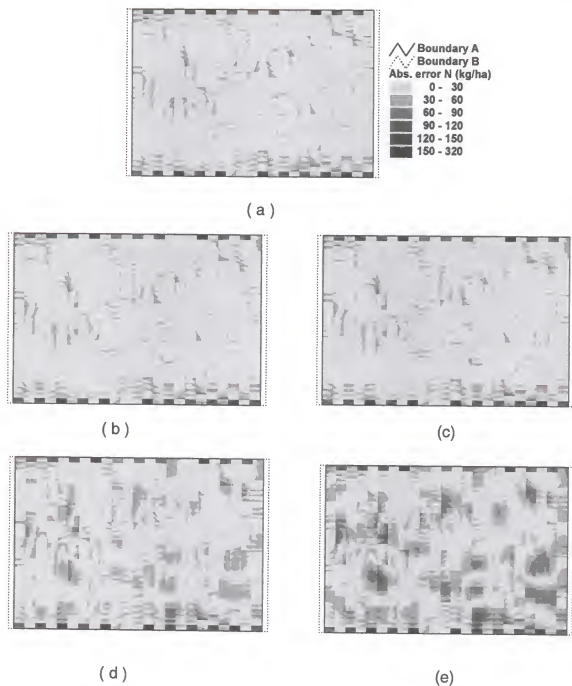 Boundary A
Boundary B
Abs. error N (kg/ha)
0 - 30
30 - 60
60 - 90
90 - 120
120 - 150
150 - 320
( a )
( b )
(c)
( d )
(e)